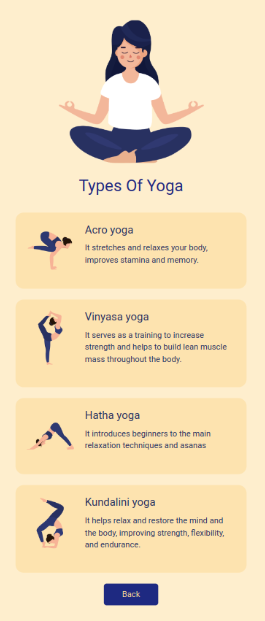 Types Of Yoga
Acro yoga
It stretches and relaxes your body,
improves stamina and memory.
Vinyasa yoga
It serves as a training to increase
strength and helps to build lean muscle
mass throughout the body.
Hatha yoga
It introduces beginners to the main
relaxation techniques and asanas
Kundalini yoga
It helps relax and restore the mind and
the body, improving strength, flexibility,
and endurance.
Back